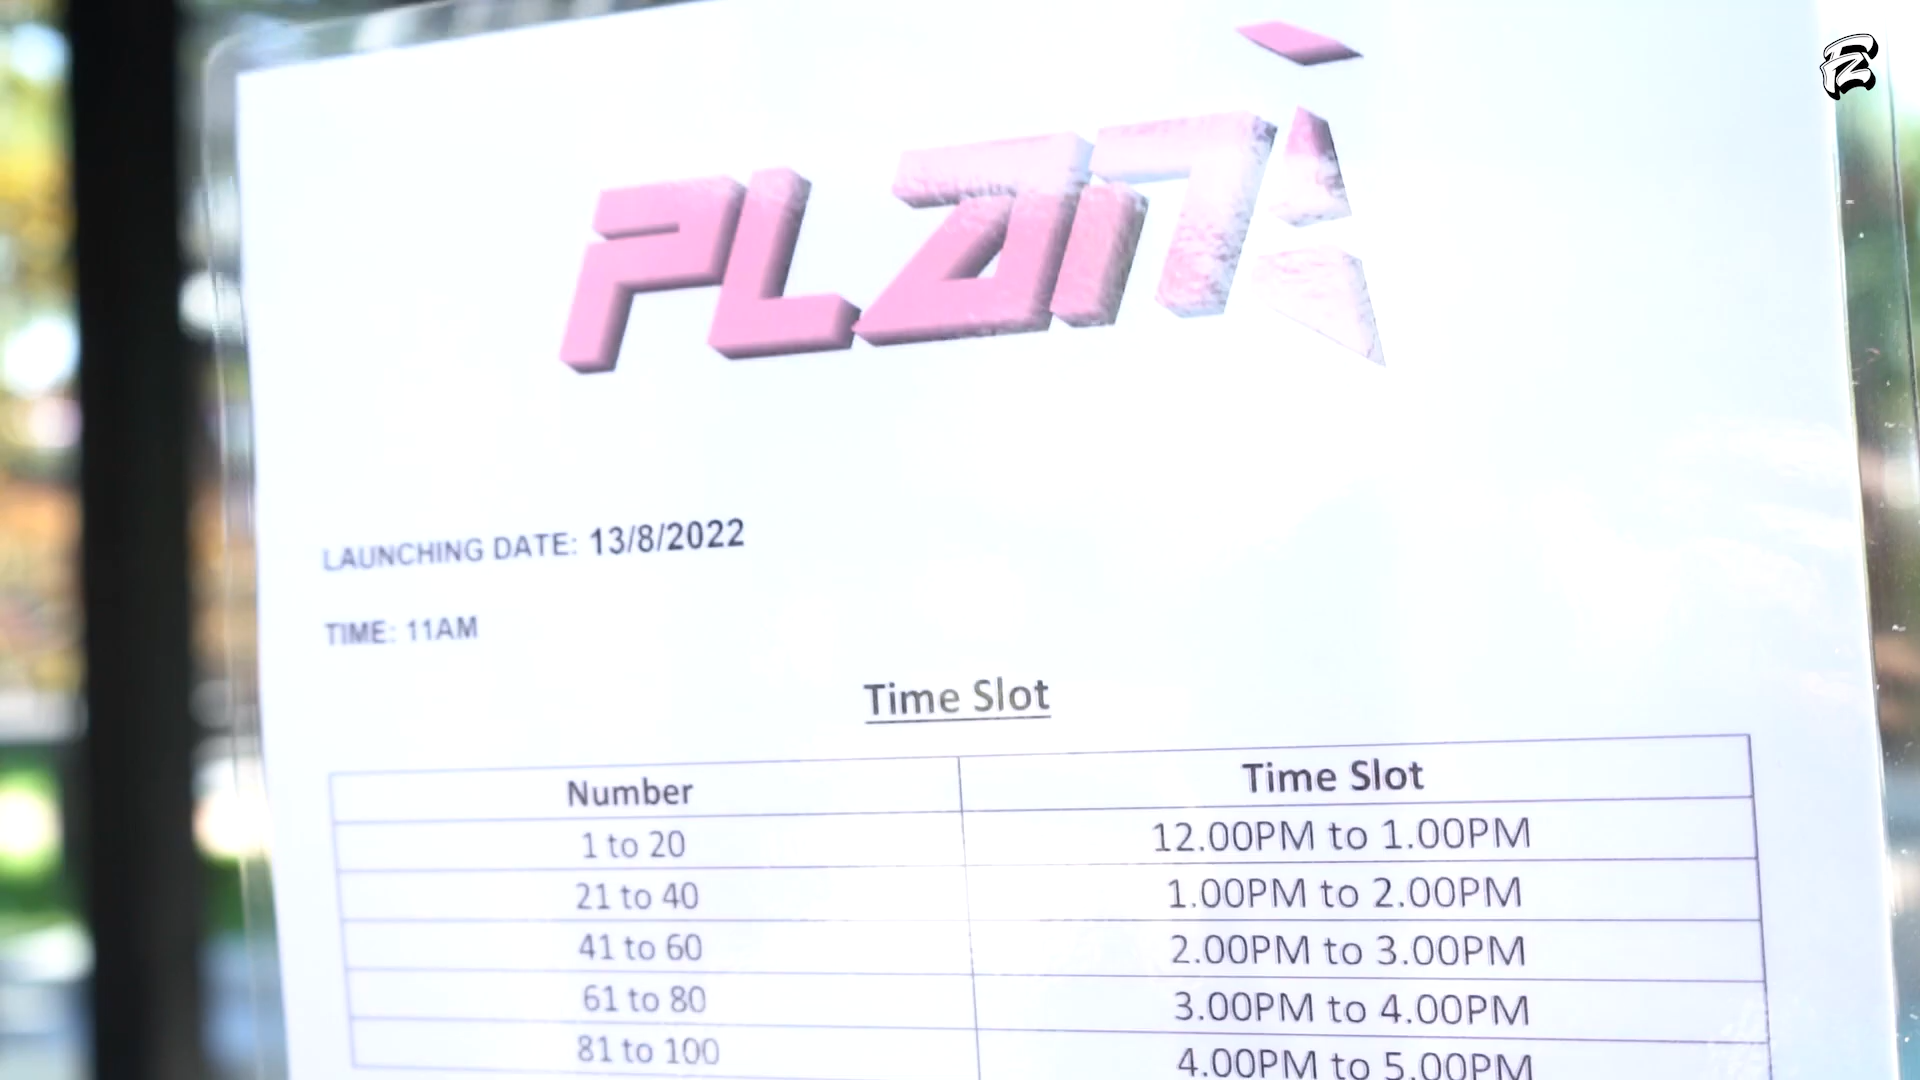 PLANA
LAUNCHING DATE: 13/8/2022
TIME: 11AM
Time Slot
Number Time Slot
1 to 20 12.00PM to 1.00PM
21 to 40 1.00PM to 2.00PM
41 to 60 2.00PM to 3.00PM
61 to 80 3.00PM to 4.00PM
81 to 100 4.00PM to 5.00PM